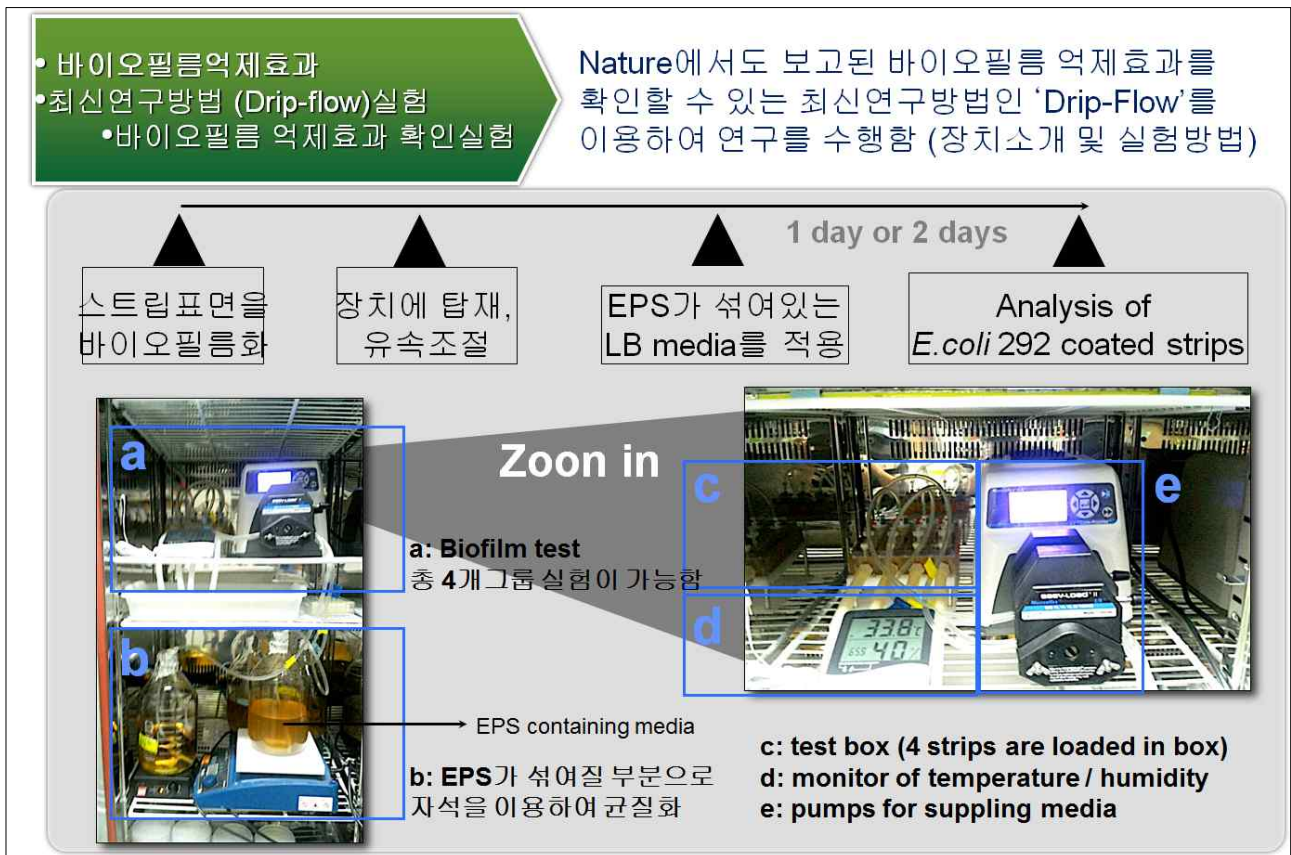 • 바이오필름억제효과
•최신연구방법 (Drip-flow)실험
•바이오필름 억제효과 확인실험
Nature에서도 보고된 바이오필름 억제효과를
확인할 수 있는 최신연구방법인 ‘Drip-Flow’를
이용하여 연구를 수행함 (장치소개 및 실험방법)
1 day or 2 days
스트립표면을
바이오필름화
장치에 탑재,
유속조절
EPS가 섞여있는
LB media를 적용
Analysis of
E.coli 292 coated strips
a
Zoon in
a: Biofilm test
총 4개그룹 실험이 가능함
b
EPS containing media
b: EPS가 섞여질 부분으로
자석을 이용하여 균질화
c
e
EASY-LOAD II
d
33.8℃
40%
c: test box (4 strips are loaded in box)
d: monitor of temperature / humidity
e: pumps for suppling media